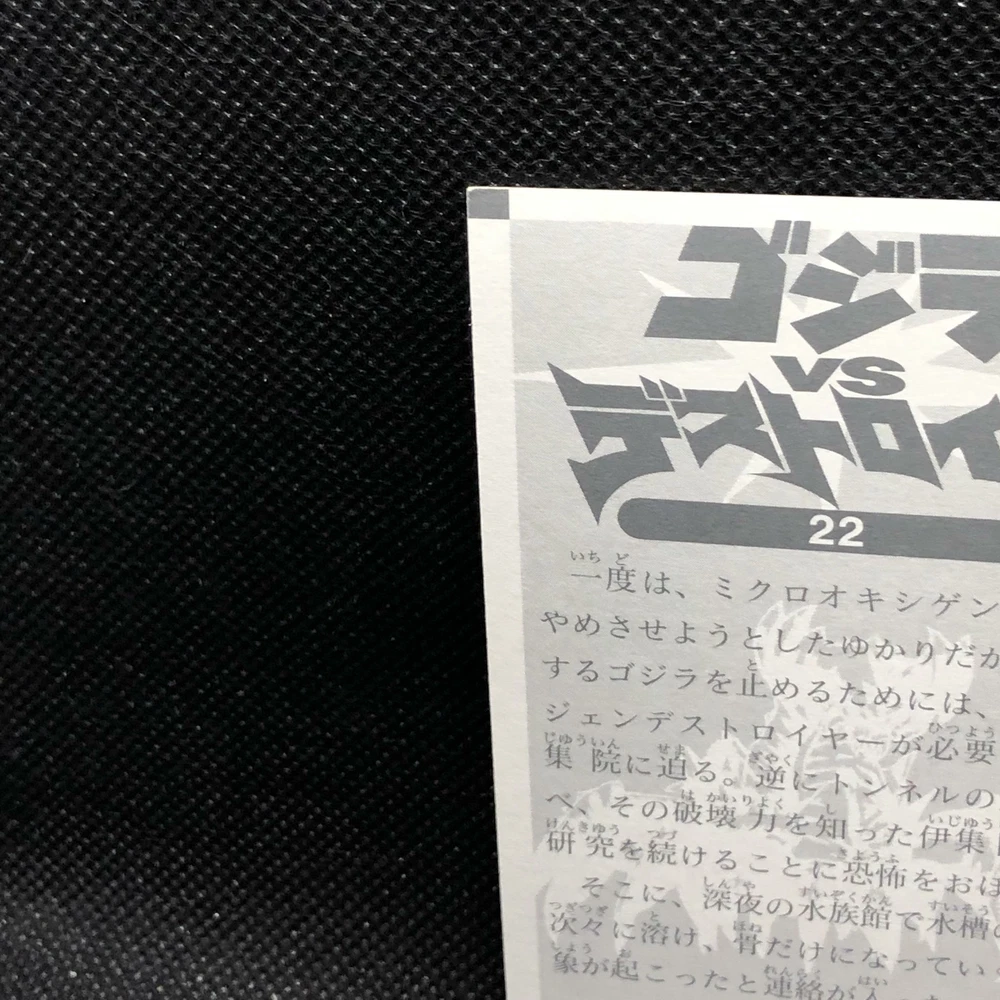 ゴジラ
VS
デストロイ
22
一度は、ミクロオキシゲン
やめさせようとしたゆかりだが
するゴジラを止めるためには、
ジェンデストロイヤーが必要
集院に迫る。逆にトンネルの
べ、その破壊力を知った伊集
研究を続けることに恐怖をおぼ
そこに、深夜の水族館で水槽の
次々に溶け、骨だけになってい
象が起こったと連絡が入